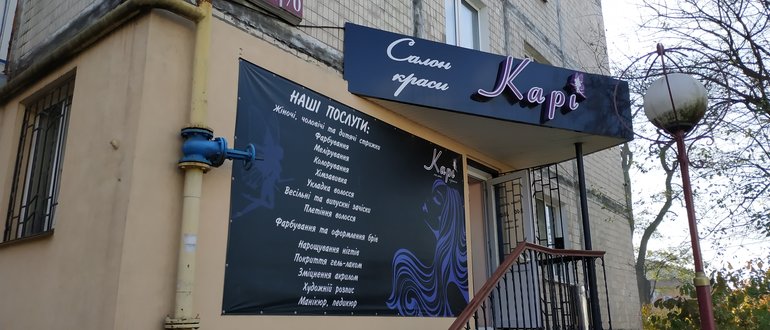 Салон
краси
Карі
НАШІ ПОСЛУГИ:
Жіночі, чоловічі та дитячі стрижки
Фарбування
Мелірування
Колорування
Хімзавивка
Укладка волосся
Весільні та випускні зачіски
Плетіння волосся
Фарбування та оформлення брів
Нарощування нігтів
Покриття гель-лаком
Зміцнення акрилом
Художній розпис
Манікюр, педикюр
Карі